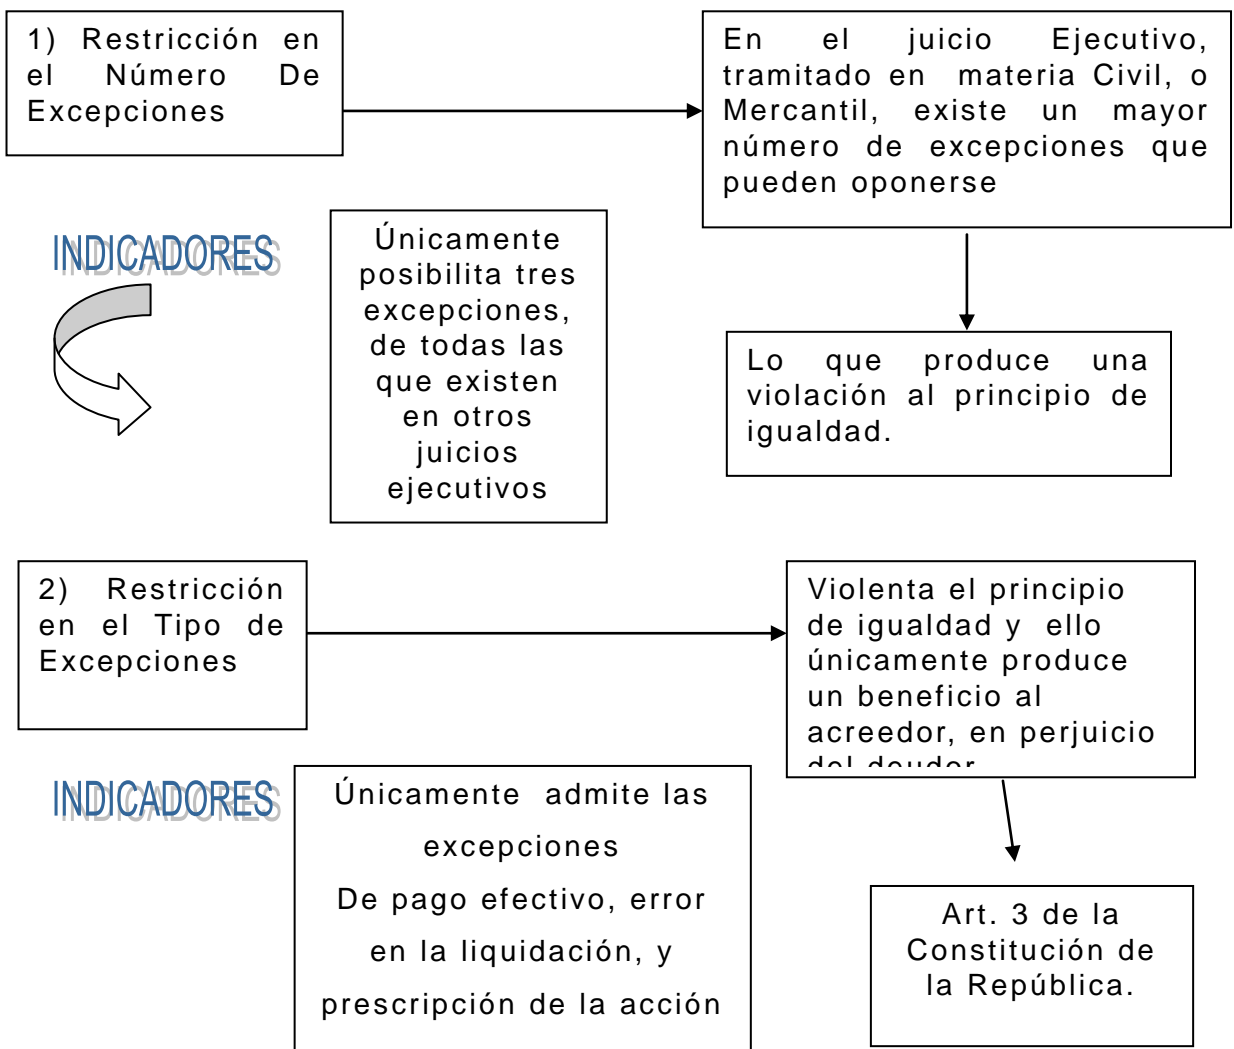 1) Restricción en
el Número De
Excepciones
En el juicio Ejecutivo,
tramitado en materia Civil, o
Mercantil, existe un mayor
número de excepciones que
pueden oponerse
INDICADORES
Únicamente
posibilita tres
excepciones,
de todas las
que existen
en otros
juicios
ejecutivos
Lo que produce una
violación al principio de
igualdad.
2) Restricción
en el Tipo de
Excepciones
Violenta el principio
de igualdad y ello
únicamente produce
un beneficio al
acreedor, en perjuicio
del deudor
INDICADORES
Únicamente admite las
excepciones
De pago efectivo, error
en la liquidación, y
prescripción de la acción
Art. 3 de la
Constitución de
la República.